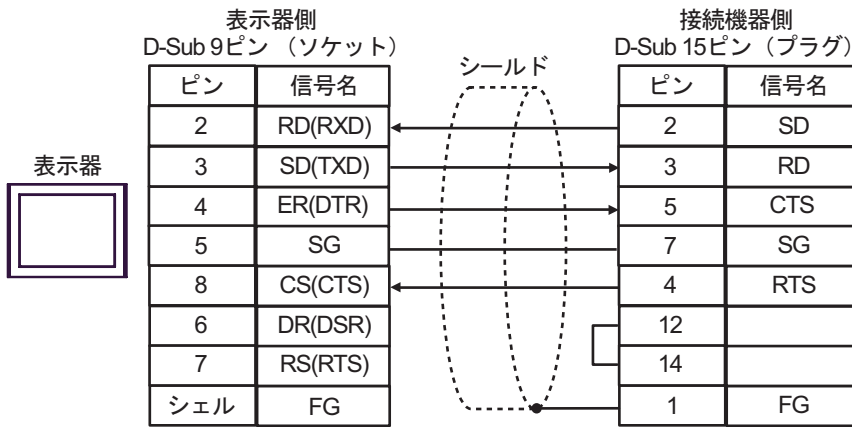 表示器側 接続機器側
D-Sub 9ピン （ソケット） D-Sub 15ピン（プラグ）
シールド
ピン 信号名 ピン 信号名
2 RD(RXD) 2 SD
表示器
3 SD(TXD) 3 RD
4 ER(DTR) 5 CTS
5 SG 7 SG
8 CS(CTS) 4 RTS
6 DR(DSR) 12
7 RS(RTS) 14
シェル FG 1 FG